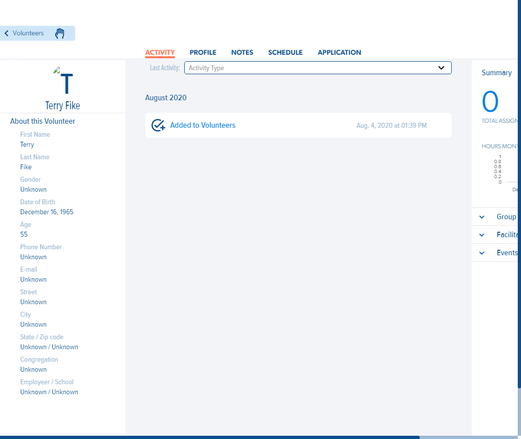 Volunteers
ACTIVITY PROFILE NOTES SCHEDULE APPLICATION
Last Activity: Activity Type
T
Terry Fike
About this Volunteer
First Name
Terry
Last Name
Fike
Gender
Unknown
Date of Birth
December 16, 1965
Age
55
Phone Number
Unknown
E-mail
Unknown
Street
Unknown
City
Unknown
State / Zip code
Unknown / Unknown
Congregation
Unknown
Employeer / School
Unknown / Unknown
August 2020
Added to Volunteers Aug. 4, 2020 at 01:39 PM
Summary
0
TOTAL ASSIGN
HOURS MON
1
0.8
0.6
0.4
0.2
0
De
Group
Facilit
Events